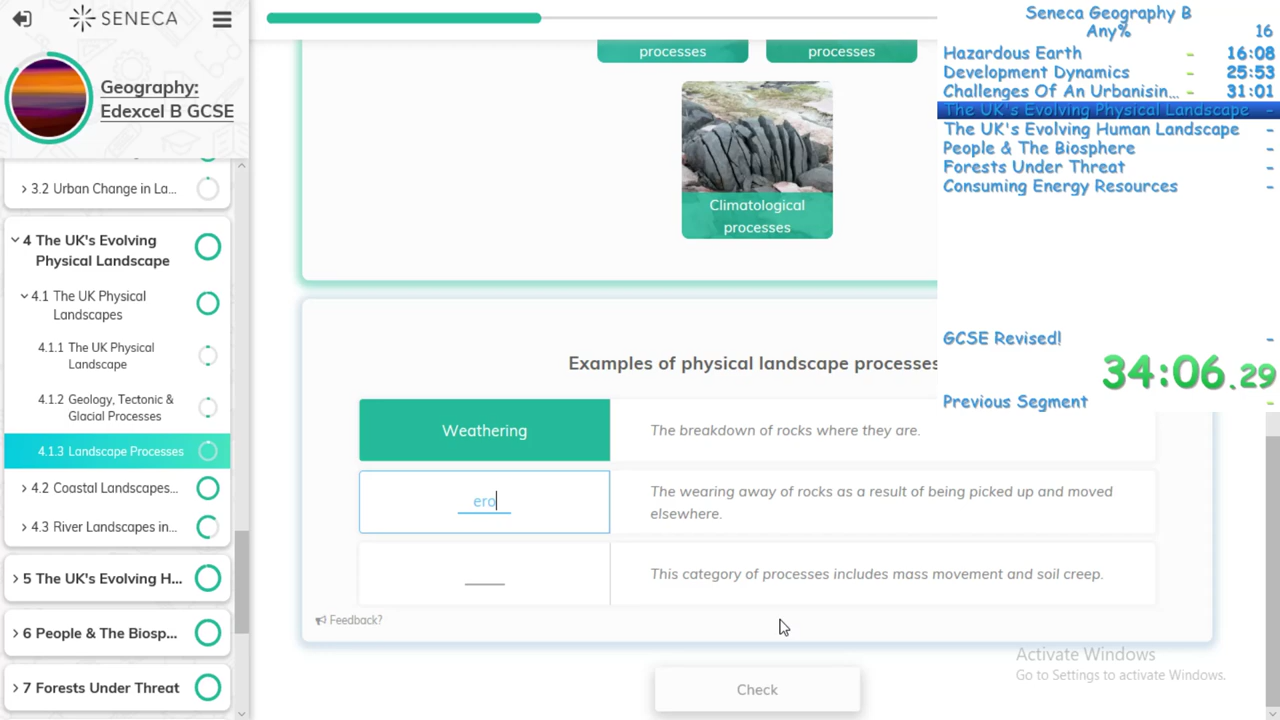 SENECA
Geography:
Edexcel B GCSE
3.2 Urban Change in La...
4 The UK's Evolving
Physical Landscape
4.1 The UK Physical
Landscapes
4.1.1 The UK Physical
Landscape
4.1.2 Geology, Tectonic &
Glacial Processes
4.1.3 Landscape Processes
4.2 Coastal Landscapes...
4.3 River Landscapes in...
5 The UK's Evolving H...
6 People & The Biosp...
7 Forests Under Threat
processes
processes
Climatological
processes
Examples of physical landscape processes
Weathering
The breakdown of rocks where they are.
ero
The wearing away of rocks as a result of being picked up and moved
elsewhere.
This category of processes includes mass movement and soil creep.
Feedback?
Check
Activate Windows
Go to Settings to activate Windows.
Seneca Geography B
Any% 16
Hazardous Earth - 16:08
Development Dynamics - 25:53
Challenges Of An Urbanisin... - 31:01
The UK's Evolving Physical Landscape -
The UK's Evolving Human Landscape -
People & The Biosphere -
Forests Under Threat -
Consuming Energy Resources -
GCSE Revised! -
34:06.29
Previous Segment -